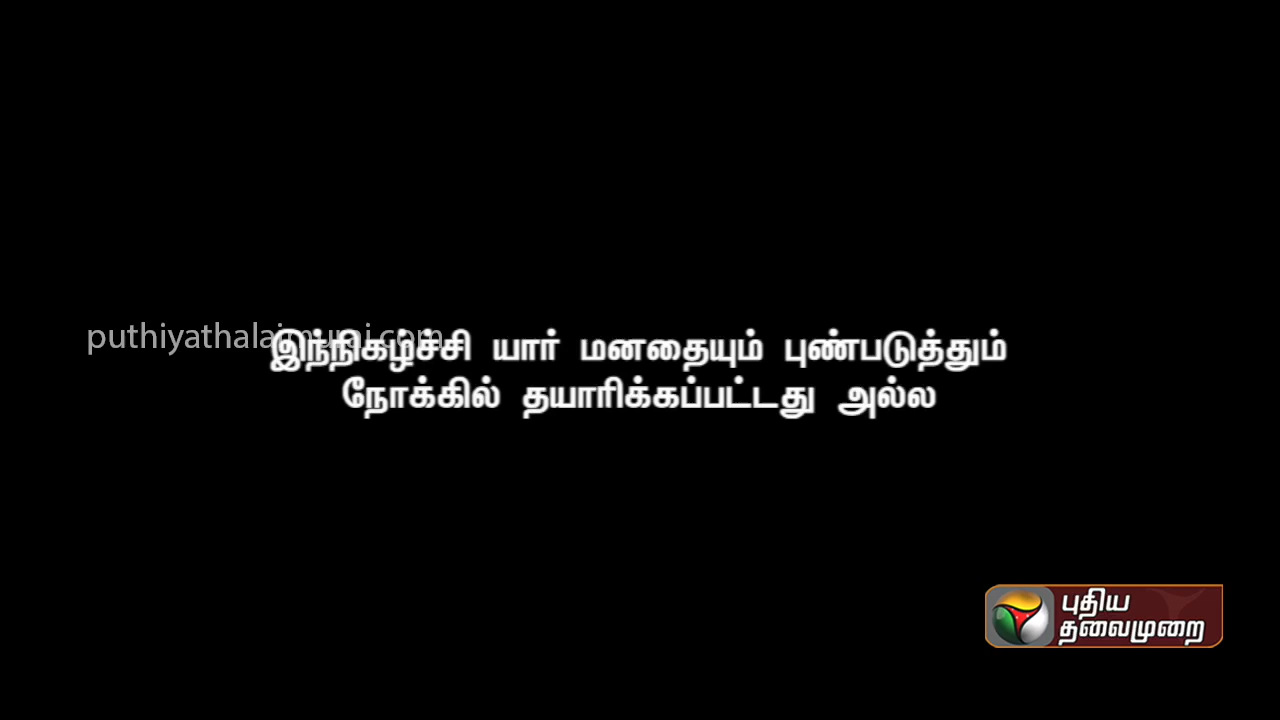 puthiyathalaimurai.com
இந்நிகழ்ச்சி யார் மனதையும் புண்படுத்தும்
நோக்கில் தயாரிக்கப்பட்டது அல்ல
புதிய
தலைமுறை